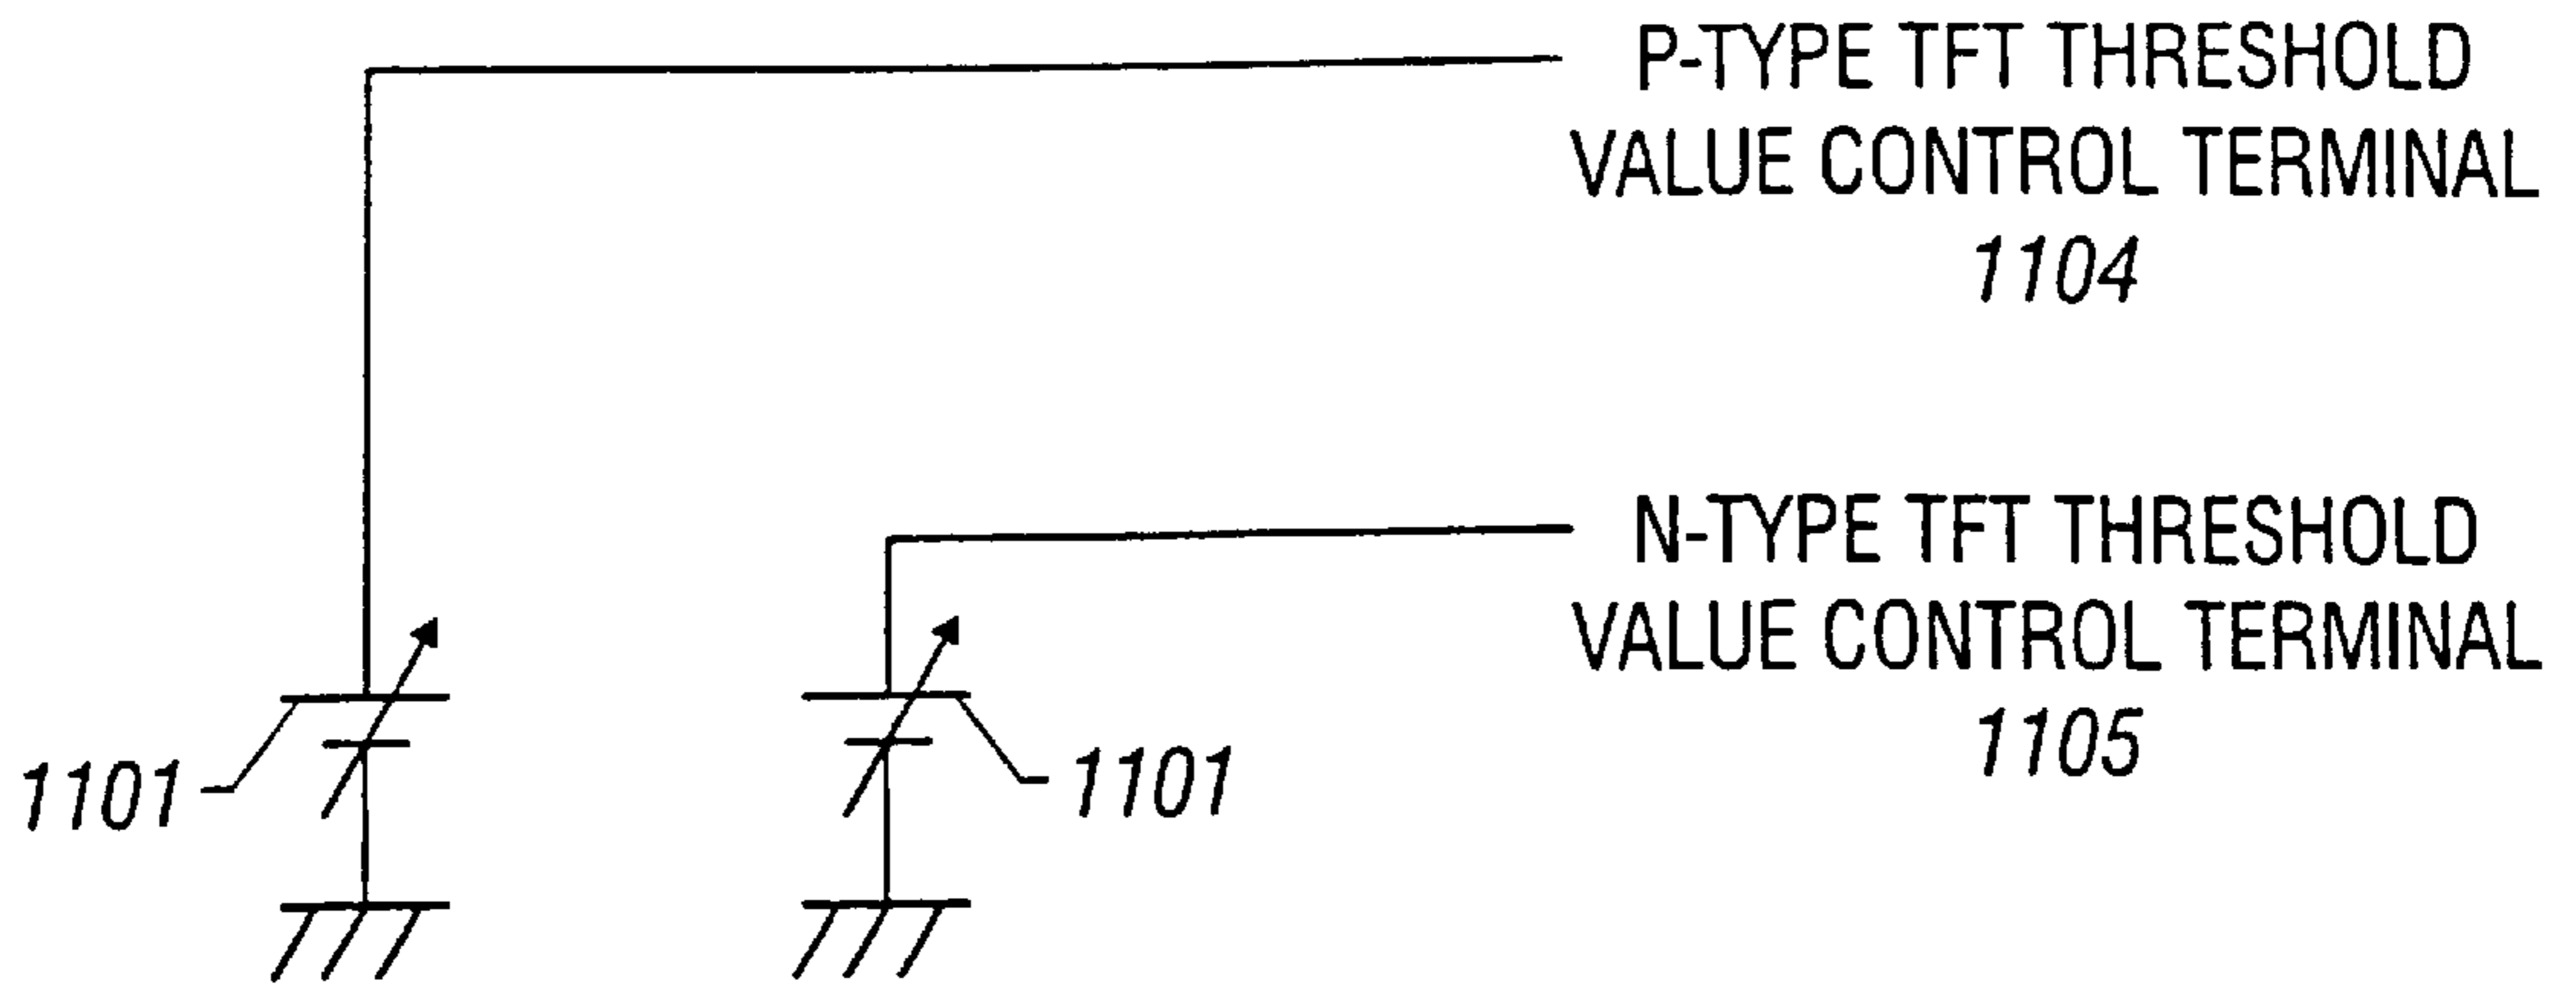 P-TYPE TFT THRESHOLD
VALUE CONTROL TERMINAL
1104
N-TYPE TFT THRESHOLD
VALUE CONTROL TERMINAL
1105
1101
1101